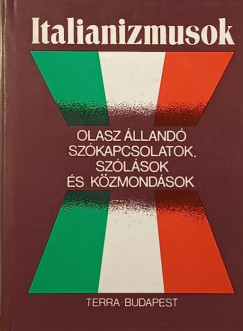 Italianizmusok
OLASZ ÁLLANDÓ
SZÓKAPCSOLATOK,
SZÓLÁSOK
ÉS KÖZMONDÁSOK
TERRA·BUDAPEST